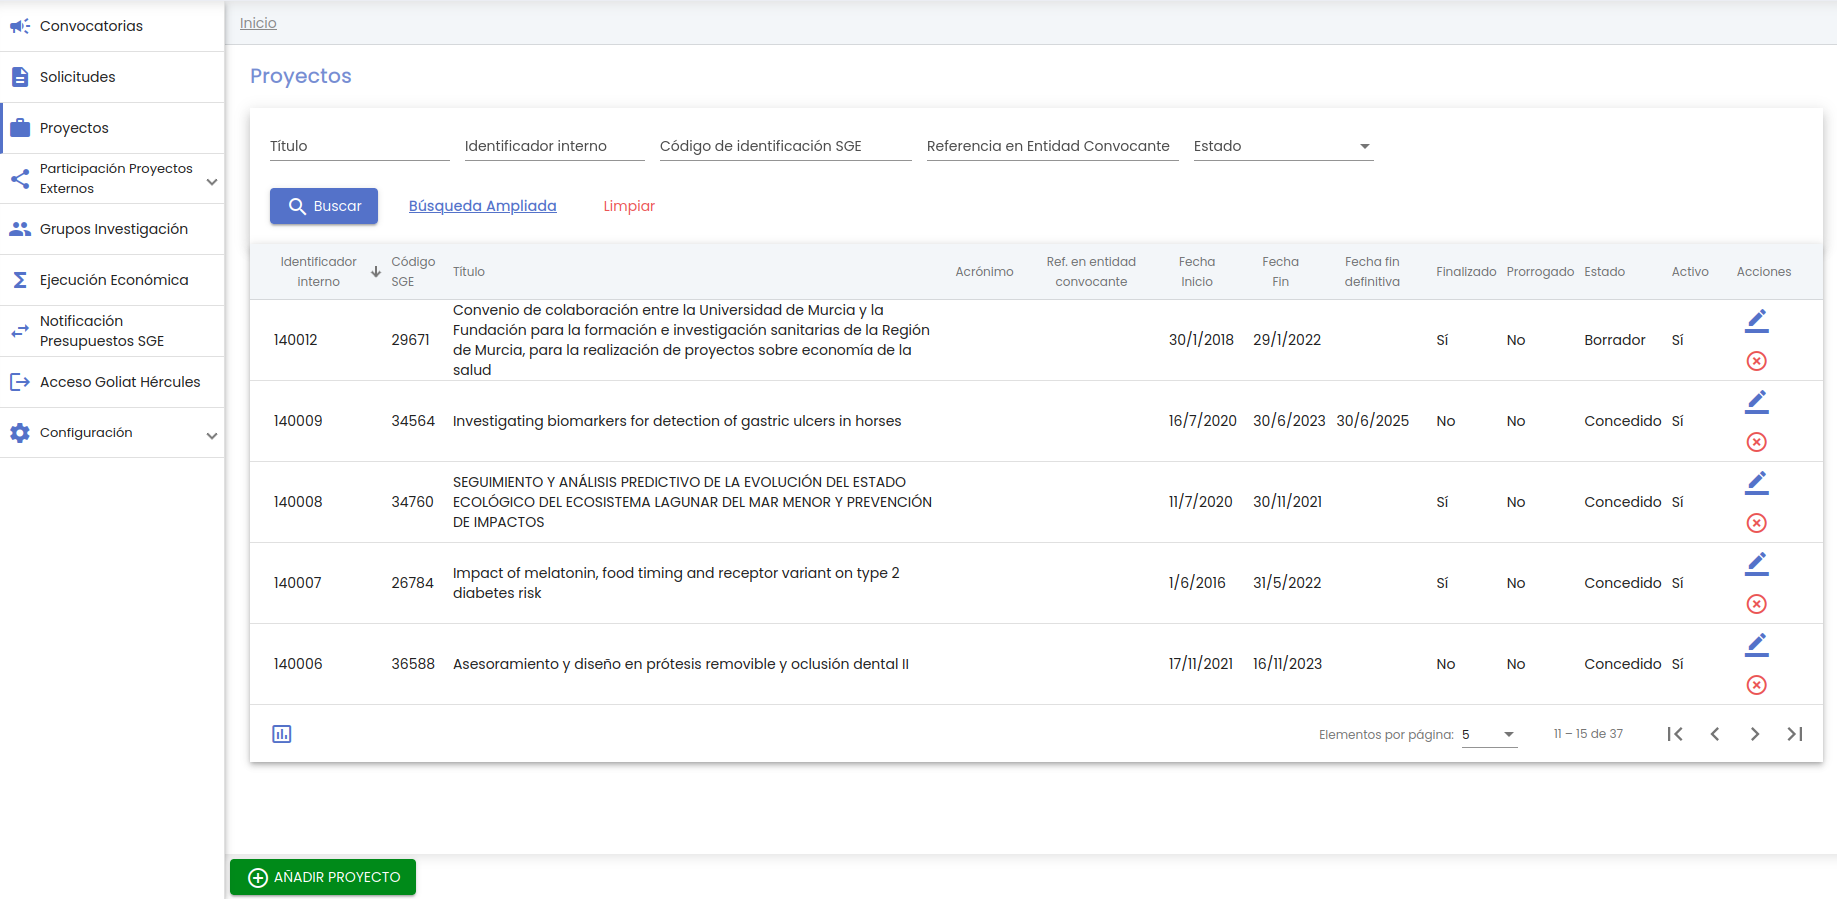 Convocatorias
Solicitudes
Proyectos
Participación Proyectos
Externos
Grupos Investigación
Ejecución Económica
Notificación
Presupuestos SGE
Acceso Goliat Hércules
Configuración
Inicio
Proyectos
Título Identificador interno Código de identificación SGE Referencia en Entidad Convocante Estado
Buscar Búsqueda Ampliada Limpiar
Identificador interno Código SGE Título Acrónimo Ref. en entidad convocante Fecha Inicio Fecha Fin Fecha fin definitiva Finalizado Prorrogado Estado Activo Acciones
Convenio de colaboración entre la Universidad de Murcia y la
Fundación para la formación e investigación sanitarias de la Región
140012 29671 de Murcia, para la realización de proyectos sobre economía de la 30/1/2018 29/1/2022 Sí No Borrador Sí
salud
140009 34564 Investigating biomarkers for detection of gastric ulcers in horses 16/7/2020 30/6/2023 30/6/2025 No No Concedido Sí
SEGUIMIENTO Y ANÁLISIS PREDICTIVO DE LA EVOLUCIÓN DEL ESTADO
140008 34760 ECOLÓGICO DEL ECOSISTEMA LAGUNAR DEL MAR MENOR Y PREVENCIÓN 11/7/2020 30/11/2021 Sí No Concedido Sí
DE IMPACTOS
140007 26784 Impact of melatonin, food timing and receptor variant on type 2 1/6/2016 31/5/2022 Sí No Concedido Sí
diabetes risk
140006 36588 Asesoramiento y diseño en prótesis removible y oclusión dental II 17/11/2021 16/11/2023 No No Concedido Sí
Elementos por página: 5 11 – 15 de 37
AÑADIR PROYECTO